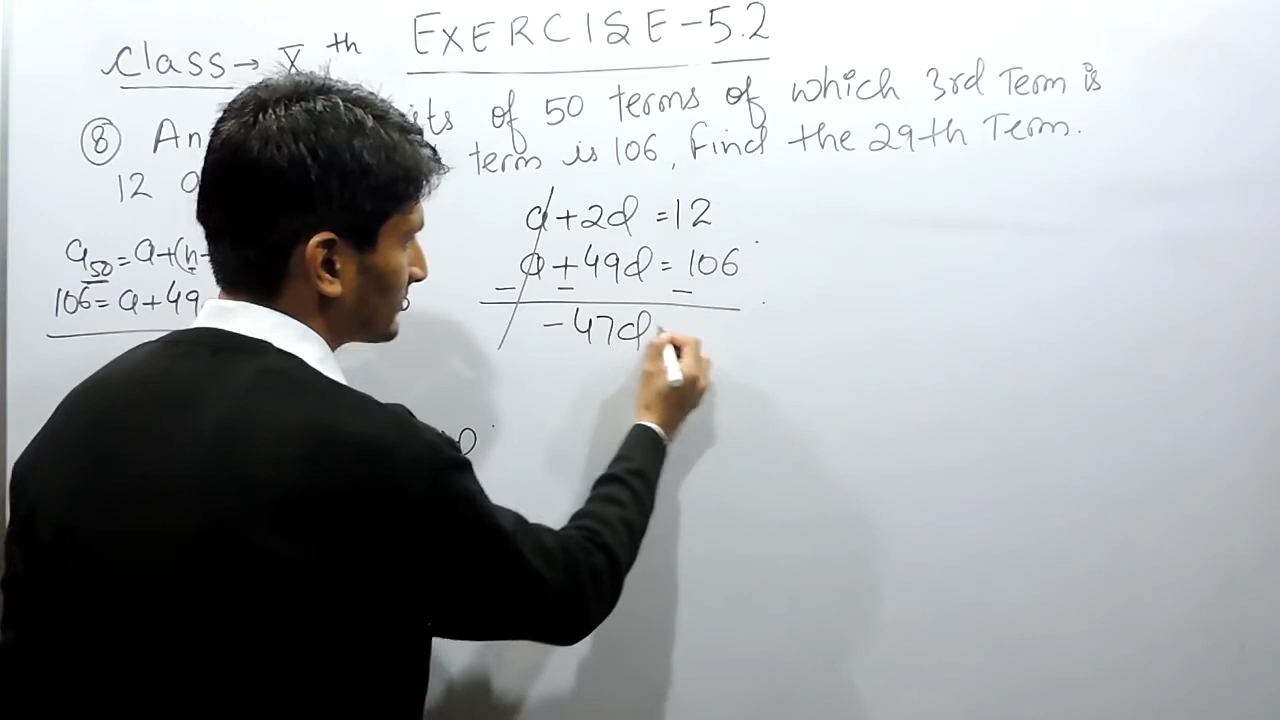 Class → Xth EXERCISE-5.2
⑧ An of 50 terms of which 3rd Term is
12 term is 106, Find the 29th Term.
a+2d = 12
a+49d = 106
- - -
-47d
a50 = a+(n-
106 = a+49